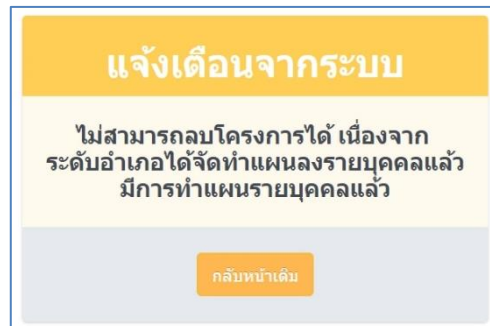 แจ้งเตือนจากระบบ
ไม่สามารถลบโครงการได้ เนื่องจาก
ระดับอำเภอได้จัดทำแผนลงรายบุคคลแล้ว
มีการทำแผนรายบุคคลแล้ว
กลับหน้าเดิม